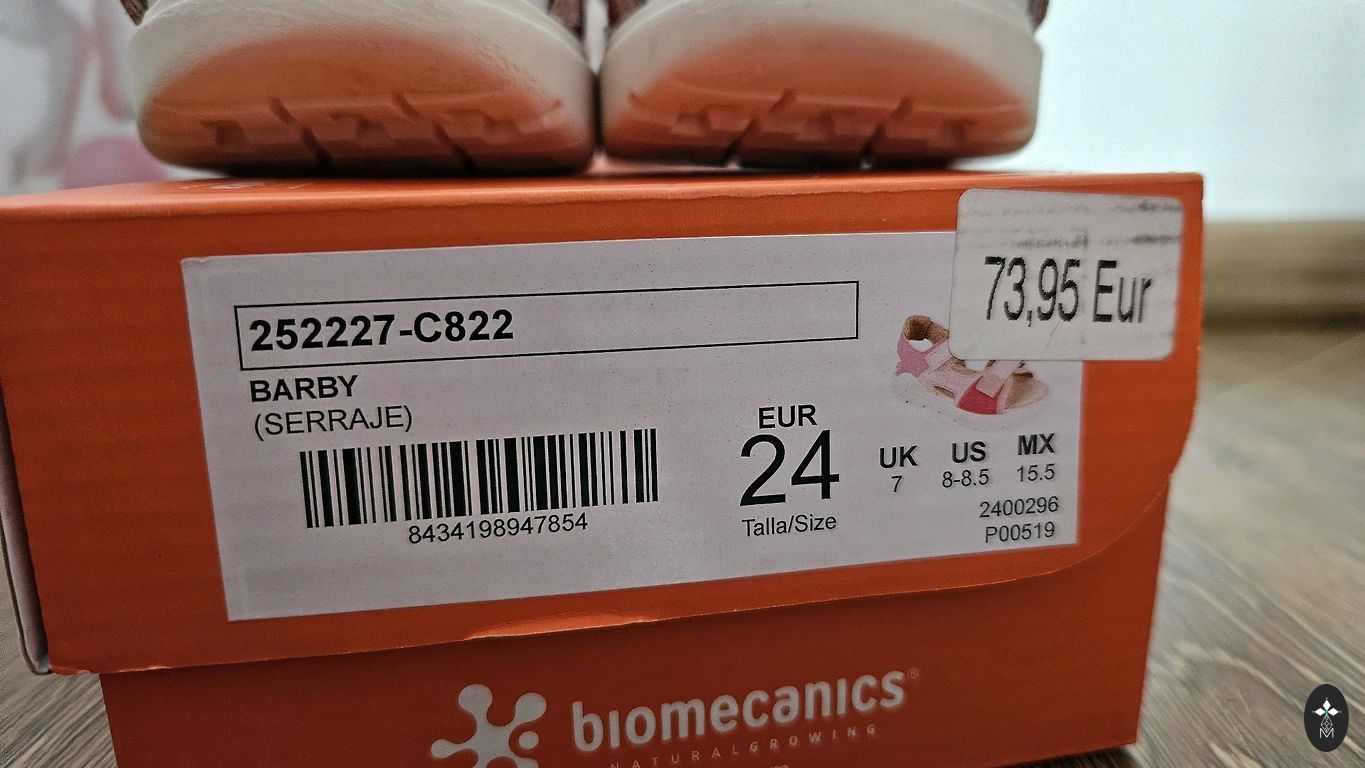 73,95 Eur
252227-C822
BARBY
(SERRAJE)
8434198947854
EUR
24
Talla/Size
UK US MX
7 8-8.5 15.5
2400296
P00519
biomecanics®
NATURALGROWING
M